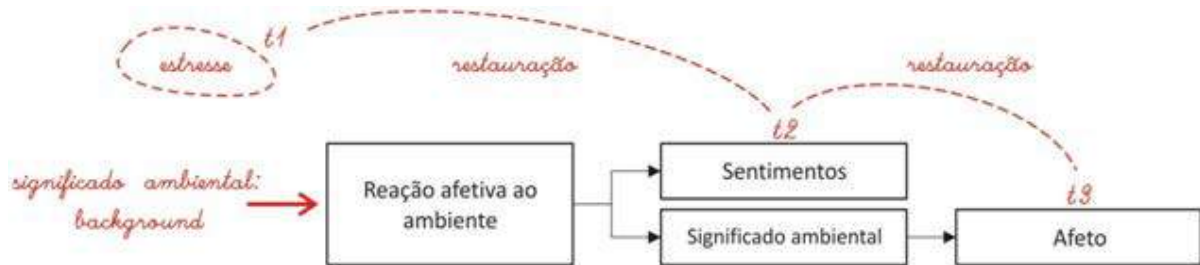 t1
estresse
restauração
restauração
t2
Sentimentos
t3
significado ambiental:
background
Reação afetiva ao
ambiente
Significado ambiental
Afeto